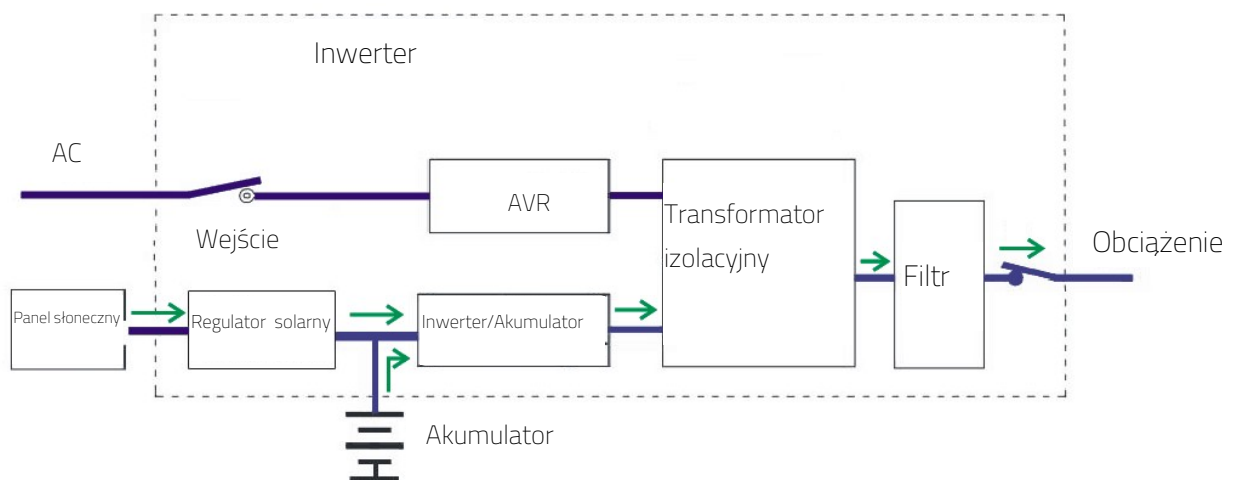 Inwerter
AC
AVR
Transformator
izolacyjny
Wejście
Obciążenie
Filtr
Panel słoneczny
Regulator solarny
Inwerter/Akumulator
Akumulator